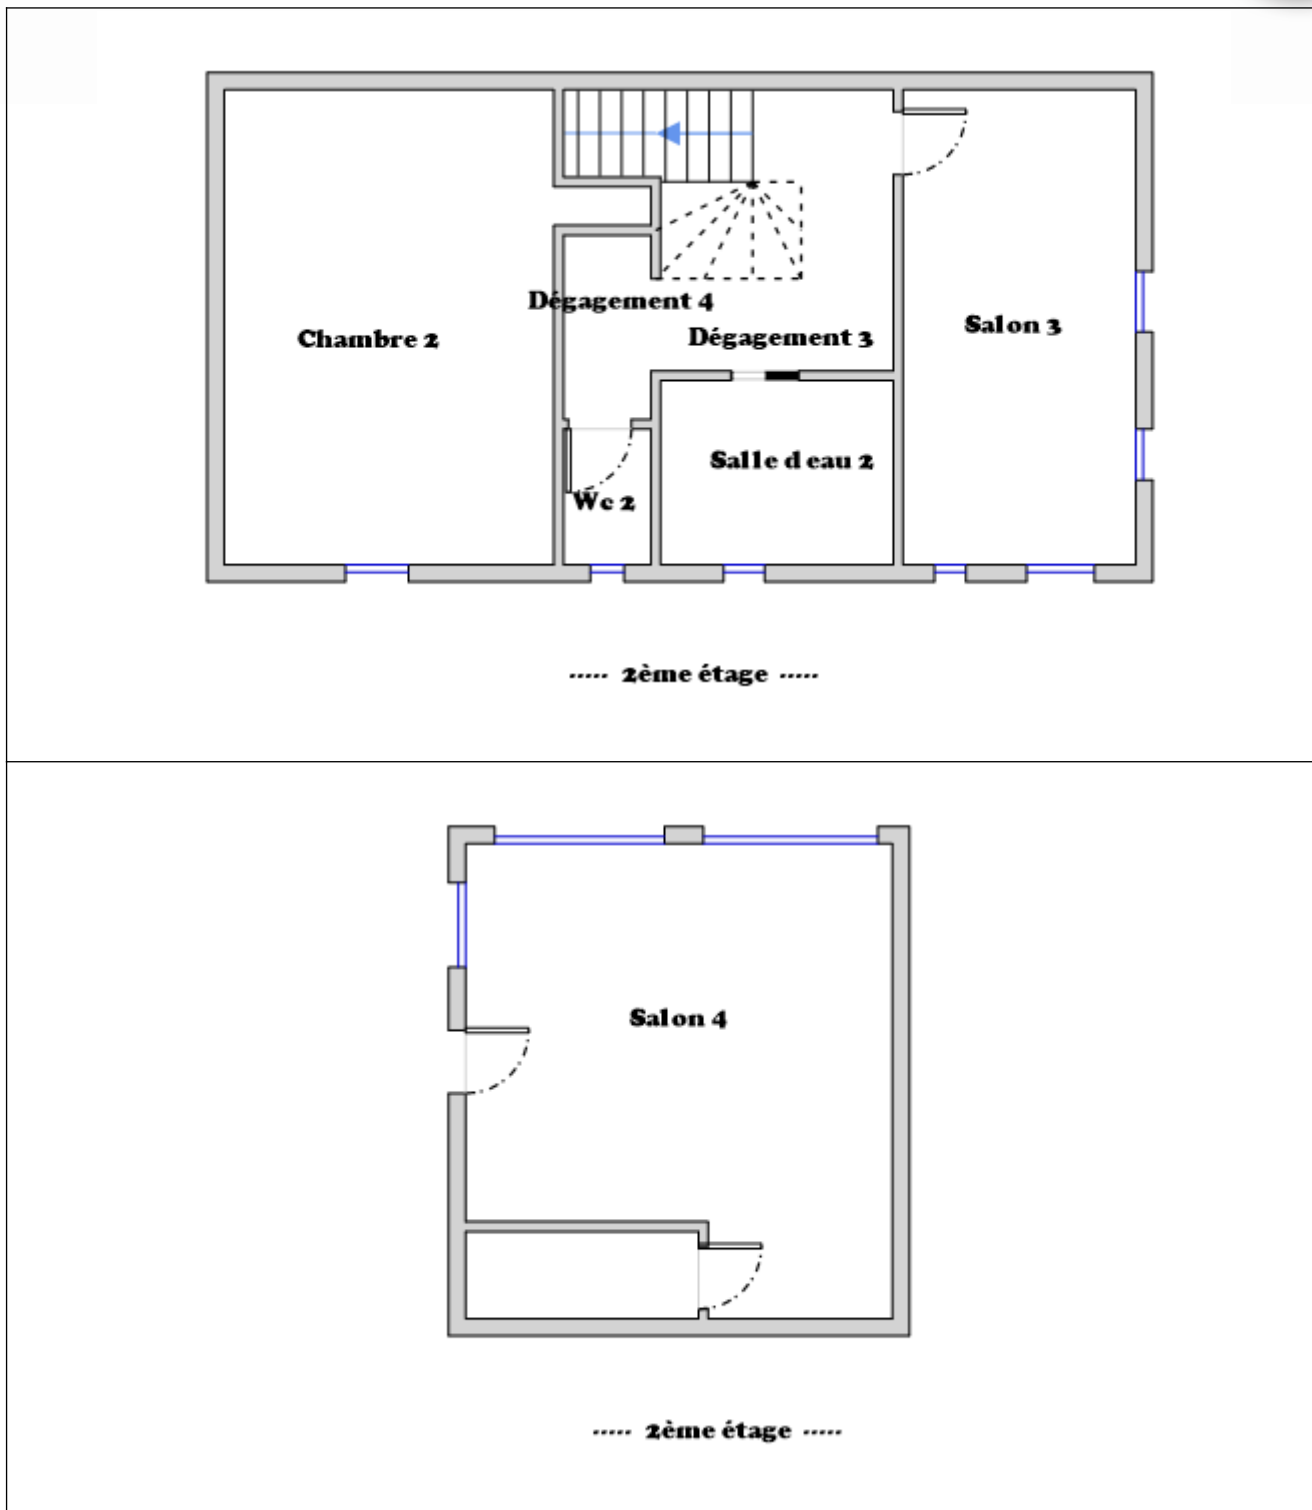 Dégagement 4
Chambre 2
Dégagement 3
Salon 3
Salle d eau 2
Wc 2
----- 2ème étage -----
Salon 4
----- 2ème étage -----